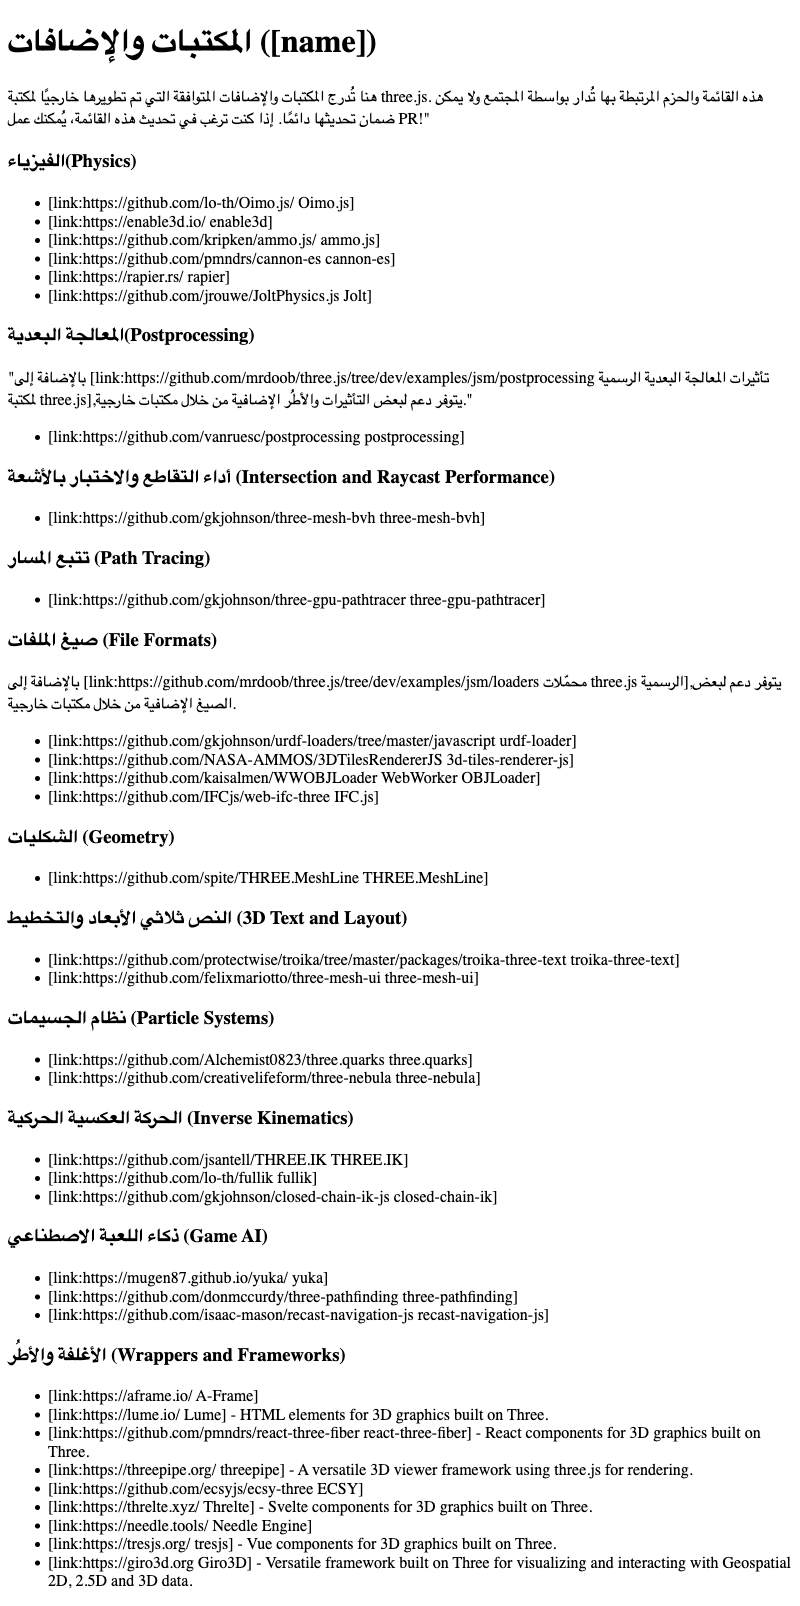 المكتبات والإضافات ([name])
هنا تُدرج المكتبات والإضافات المتوافقة التي تم تطويرها خارجيًا لمكتبة three.js. هذه القائمة والحزم المرتبطة بها تُدار بواسطة المجتمع ولا يمكن
ضمان تحديثها دائمًا. إذا كنت ترغب في تحديث هذه القائمة، يُمكنك عمل PR!"
الفيزياء(Physics)
• [link:https://github.com/lo-th/Oimo.js/ Oimo.js]
• [link:https://enable3d.io/ enable3d]
• [link:https://github.com/kripken/ammo.js/ ammo.js]
• [link:https://github.com/pmndrs/cannon-es cannon-es]
• [link:https://rapier.rs/ rapier]
• [link:https://github.com/jrouwe/JoltPhysics.js Jolt]
المعالجة البعدية(Postprocessing)
"بالإضافة إلى [link:https://github.com/mrdoob/three.js/tree/dev/examples/jsm/postprocessing تأثيرات المعالجة البعدية الرسمية
لمكتبة three.js],يتوفر دعم لبعض التأثيرات والأطُر الإضافية من خلال مكتبات خارجية."
• [link:https://github.com/vanruesc/postprocessing postprocessing]
أداء التقاطع والاختبار بالأشعة (Intersection and Raycast Performance)
• [link:https://github.com/gkjohnson/three-mesh-bvh three-mesh-bvh]
تتبع المسار (Path Tracing)
• [link:https://github.com/gkjohnson/three-gpu-pathtracer three-gpu-pathtracer]
صيغ الملفات (File Formats)
بالإضافة إلى [link:https://github.com/mrdoob/three.js/tree/dev/examples/jsm/loaders محمّلات three.js الرسمية],يتوفر دعم لبعض
الصيغ الإضافية من خلال مكتبات خارجية.
• [link:https://github.com/gkjohnson/urdf-loaders/tree/master/javascript urdf-loader]
• [link:https://github.com/NASA-AMMOS/3DTilesRendererJS 3d-tiles-renderer-js]
• [link:https://github.com/kaisalmen/WWOBJLoader WebWorker OBJLoader]
• [link:https://github.com/IFCjs/web-ifc-three IFC.js]
الشكليات (Geometry)
• [link:https://github.com/spite/THREE.MeshLine THREE.MeshLine]
النص ثلاثي الأبعاد والتخطيط (3D Text and Layout)
• [link:https://github.com/protectwise/troika/tree/master/packages/troika-three-text troika-three-text]
• [link:https://github.com/felixmariotto/three-mesh-ui three-mesh-ui]
نظام الجسيمات (Particle Systems)
• [link:https://github.com/Alchemist0823/three.quarks three.quarks]
• [link:https://github.com/creativelifeform/three-nebula three-nebula]
الحركة العكسية الحركية (Inverse Kinematics)
• [link:https://github.com/jsantell/THREE.IK THREE.IK]
• [link:https://github.com/lo-th/fullik fullik]
• [link:https://github.com/gkjohnson/closed-chain-ik-js closed-chain-ik]
ذكاء اللعبة الاصطناعي (Game AI)
• [link:https://mugen87.github.io/yuka/ yuka]
• [link:https://github.com/donmccurdy/three-pathfinding three-pathfinding]
• [link:https://github.com/isaac-mason/recast-navigation-js recast-navigation-js]
الأغلفة والأطُر (Wrappers and Frameworks)
• [link:https://aframe.io/ A-Frame]
• [link:https://lume.io/ Lume] - HTML elements for 3D graphics built on Three.
• [link:https://github.com/pmndrs/react-three-fiber react-three-fiber] - React components for 3D graphics built on
Three.
• [link:https://threepipe.org/ threepipe] - A versatile 3D viewer framework using three.js for rendering.
• [link:https://github.com/ecsyjs/ecsy-three ECSY]
• [link:https://threlte.xyz/ Threlte] - Svelte components for 3D graphics built on Three.
• [link:https://needle.tools/ Needle Engine]
• [link:https://tresjs.org/ tresjs] - Vue components for 3D graphics built on Three.
• [link:https://giro3d.org Giro3D] - Versatile framework built on Three for visualizing and interacting with Geospatial
2D, 2.5D and 3D data.